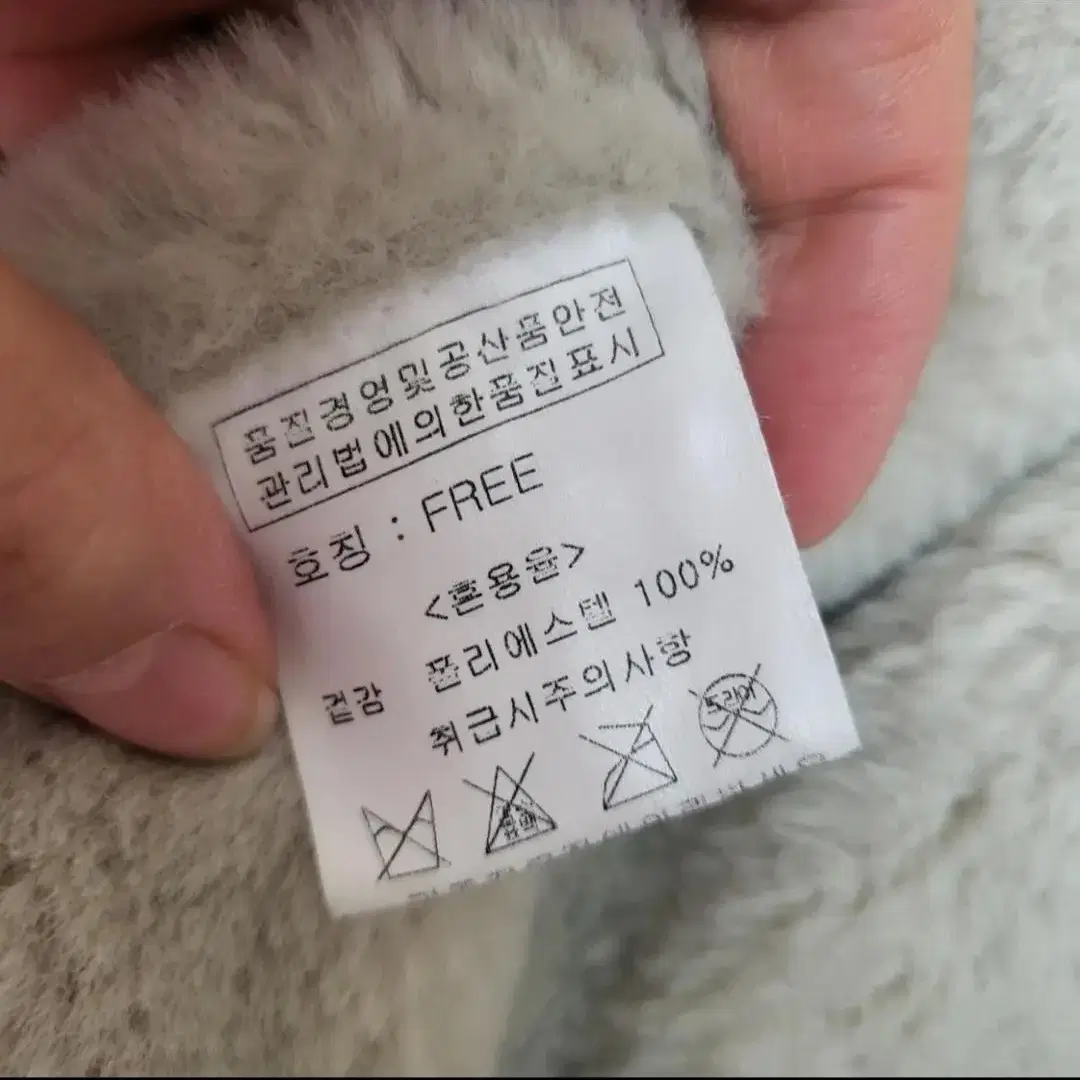 품질경영및공산품안전
관리법에의한품질표시
호칭 : FREE
<혼용율>
겉감 폴리에스텔 100%
취급시주의사항
표백
드라이